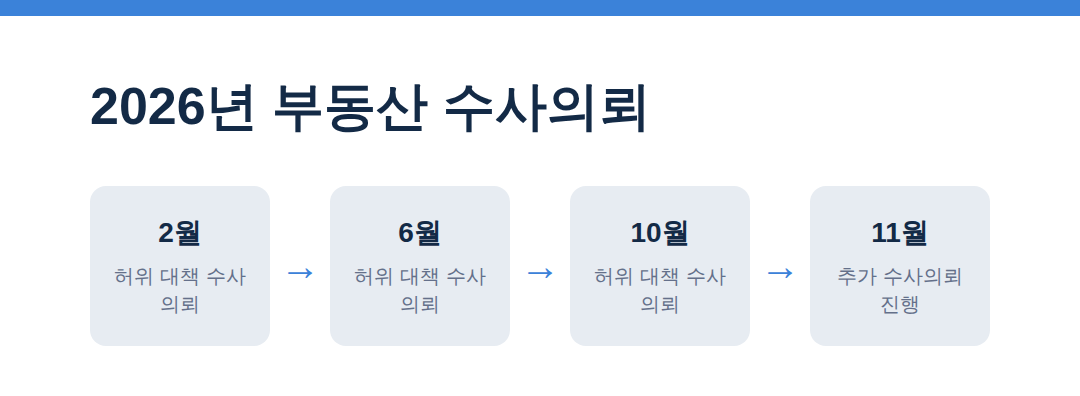 2026년 부동산 수사의뢰
2월
허위 대책 수사
의뢰
→
6월
허위 대책 수사
의뢰
→
10월
허위 대책 수사
의뢰
→
11월
추가 수사의뢰
진행